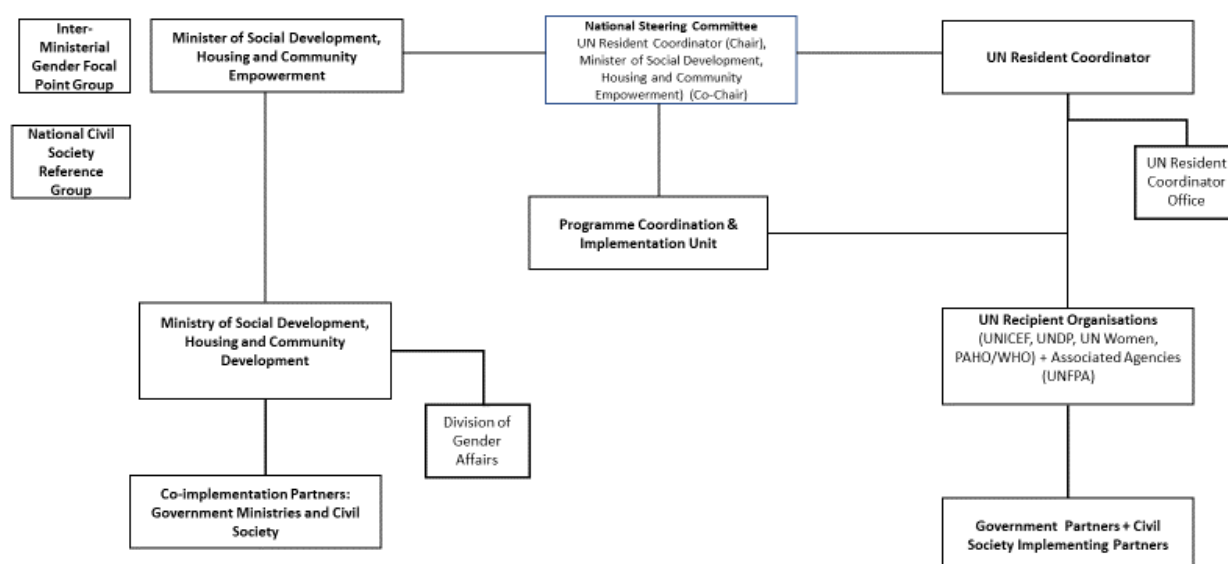 Inter-
Ministerial
Gender Focal
Point Group
Minister of Social Development,
Housing and Community
Empowerment
National Steering Committee
UN Resident Coordinator (Chair),
Minister of Social Development,
Housing and Community
Empowerment) (Co-Chair)
UN Resident Coordinator
National Civil
Society
Reference
Group
UN Resident
Coordinator
Office
Programme Coordination &
Implementation Unit
Ministry of Social Development,
Housing and Community
Development
UN Recipient Organisations
(UNICEF, UNDP, UN Women,
PAHO/WHO) + Associated Agencies
(UNFPA)
Division of
Gender
Affairs
Co-implementation Partners:
Government Ministries and Civil
Society
Government Partners + Civil
Society Implementing Partners